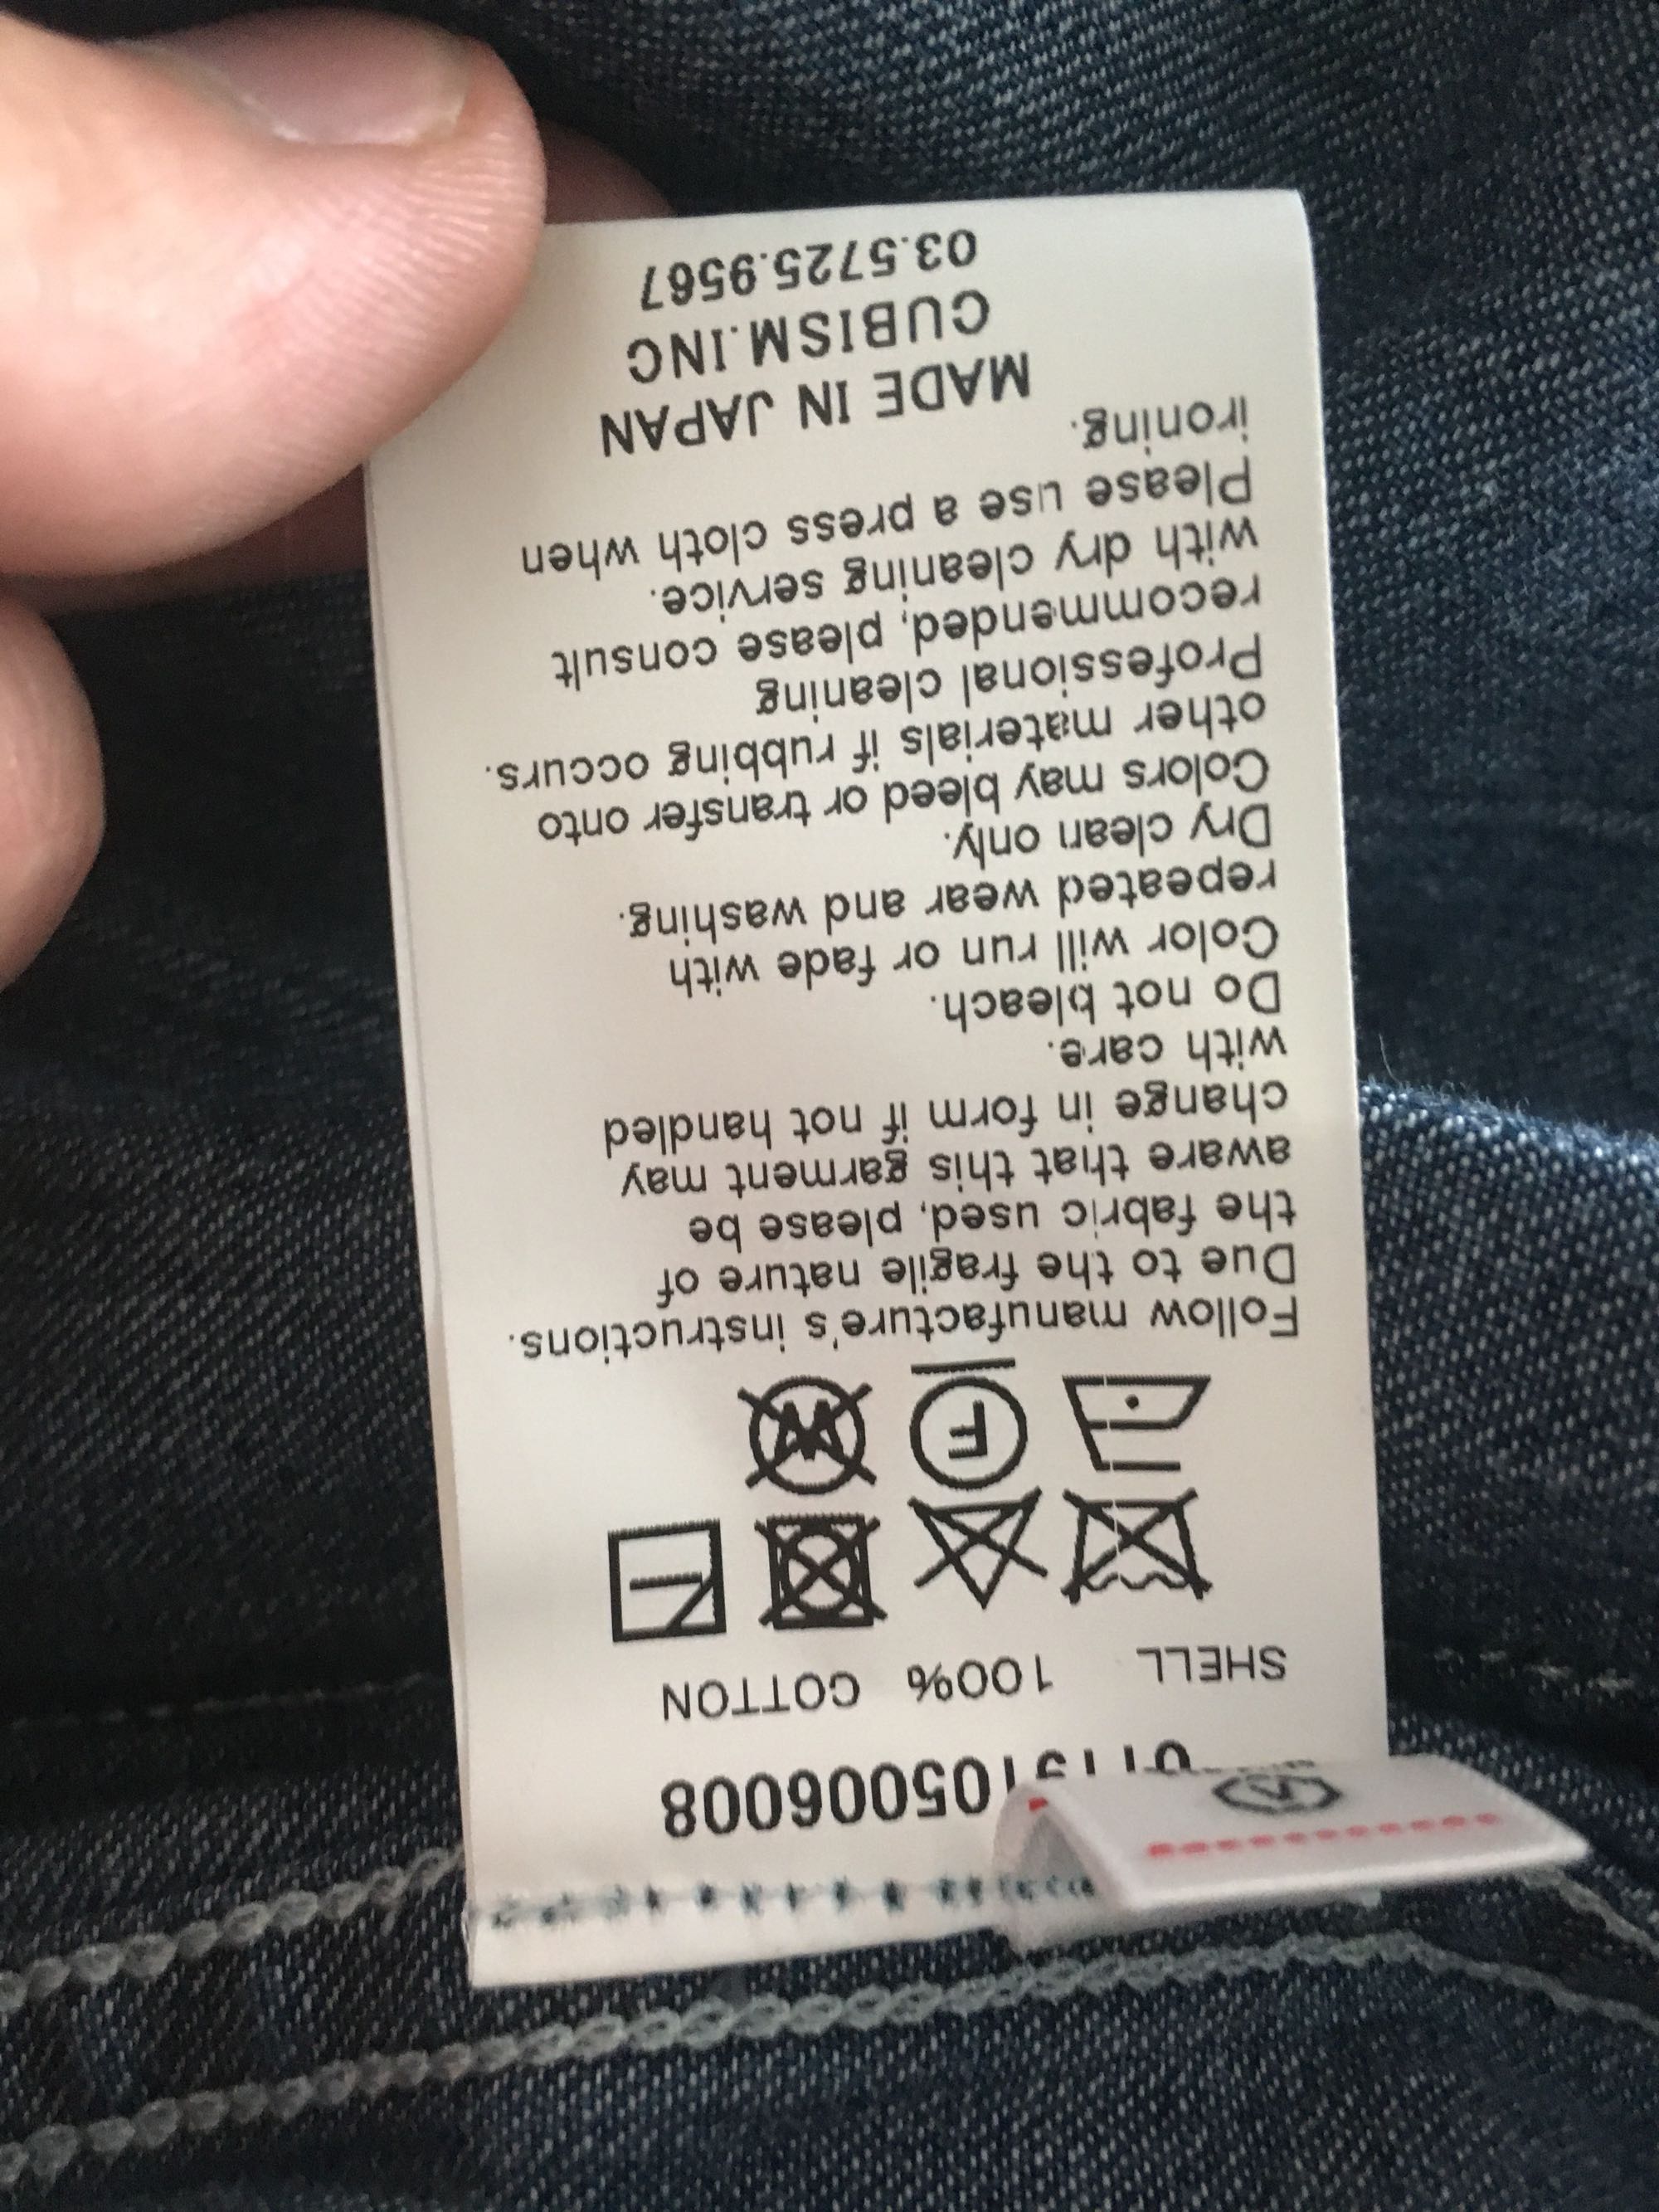 0115105006008
SHELL 100% COTTON
F
W
Follow manufacture's instructions.
Due to the fragile nature of
the fabric used, please be
aware that this garment may
change in form if not handled
with care.
Do not bleach.
Color will run or fade with
repeated wear and washing.
Dry clean only.
Colors may bleed or transfer onto
other materials if rubbing occurs.
Professional cleaning
recommended, please consult
with dry cleaning service.
Please use a press cloth when
ironing.
MADE IN JAPAN
CUBISM.INC
03.5725.9567